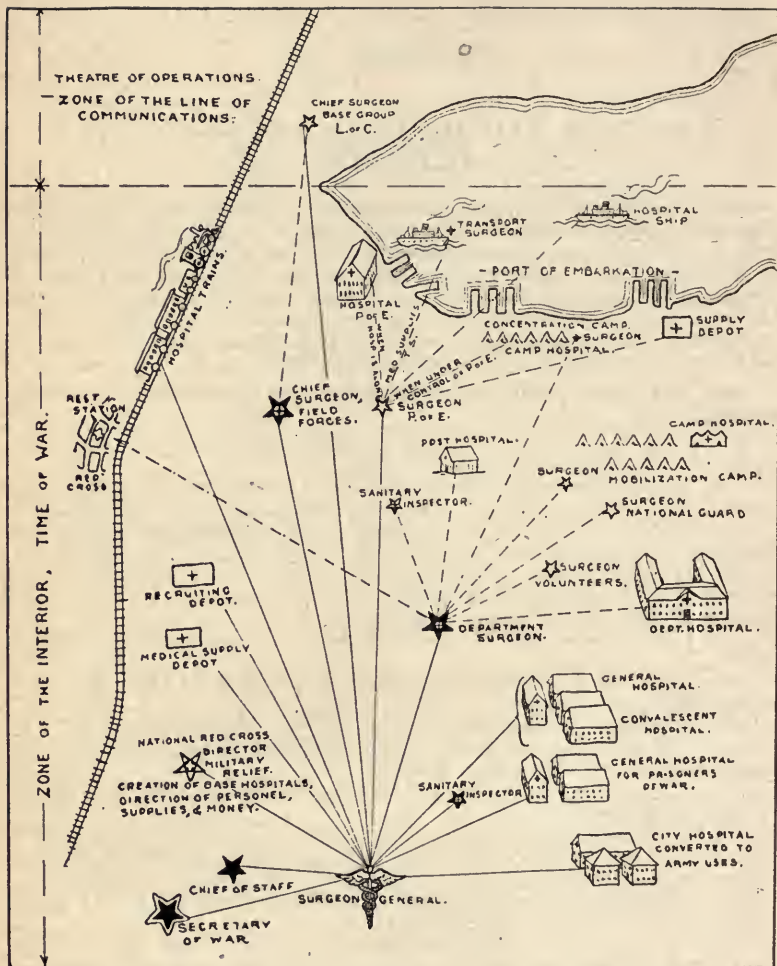 THEATRE OF OPERATIONS.
ZONE OF THE LINE OF
COMMUNICATIONS:
CHIEF SURGEON
BASE GROUP
L. OF C.
TRANSPORT
SURGEON
HOSPITAL
SHIP
- PORT OF EMBARKATION -
HOSPITAL TRAINS.
HOSPITAL
P. OF E.
MED SUPPLIES
T.S.
CONCENTRATION CAMP.
SURGEON
CAMP HOSPITAL.
SUPPLY
DEPOT
WHEN UNDER
CONTROL OF P. OF E.
CHIEF
SURGEON,
FIELD
FORCES.
SURGEON
P. OF E.
REST
STATION
RED
CROSS
POST HOSPITAL.
CAMP HOSPITAL.
SURGEON
MOBILIZATION CAMP.
SANITARY
INSPECTOR.
SURGEON
NATIONAL GUARD
SURGEON
VOLUNTEERS.
RECRUITING
DEPOT.
DEPARTMENT
SURGEON.
DEPT. HOSPITAL.
MEDICAL SUPPLY
DEPOT
GENERAL
HOSPITAL.
CONVALESCENT
HOSPITAL.
NATIONAL RED CROSS
DIRECTOR
MILITARY
RELIEF.
CREATION OF BASE HOSPITALS,
DIRECTION OF PERSONEL,
SUPPLIES, & MONEY.
SANITARY
INSPECTOR
GENERAL HOSPITAL
FOR PRISONERS
OF WAR.
CITY HOSPITAL
CONVERTED TO
ARMY USES.
CHIEF OF STAFF
SURGEON GENERAL.
SECRETARY
OF WAR
ZONE OF THE INTERIOR, TIME OF WAR.